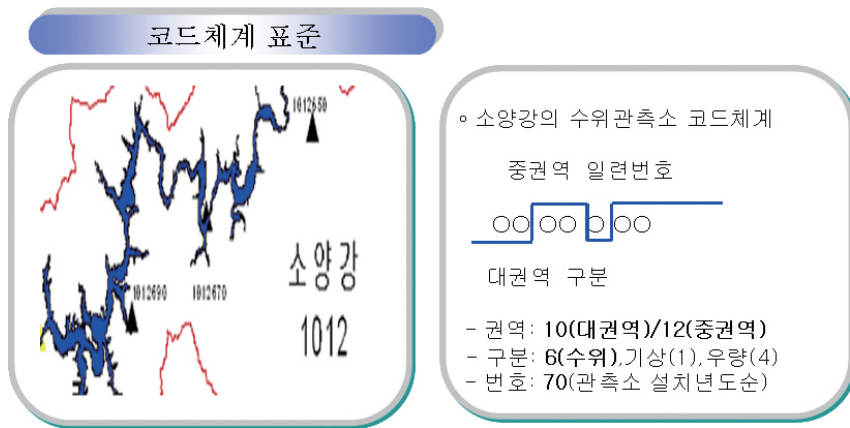 코드체계 표준
1012650
1012690
1012670
소양강
1012
∘ 소양강의 수위관측소 코드체계
중권역 일련번호
○○ ○○ ○ ○○
대권역 구분
- 권역: 10(대권역)/12(중권역)
- 구분: 6(수위),기상(1),우량(4)
- 번호: 70(관측소 설치년도순)